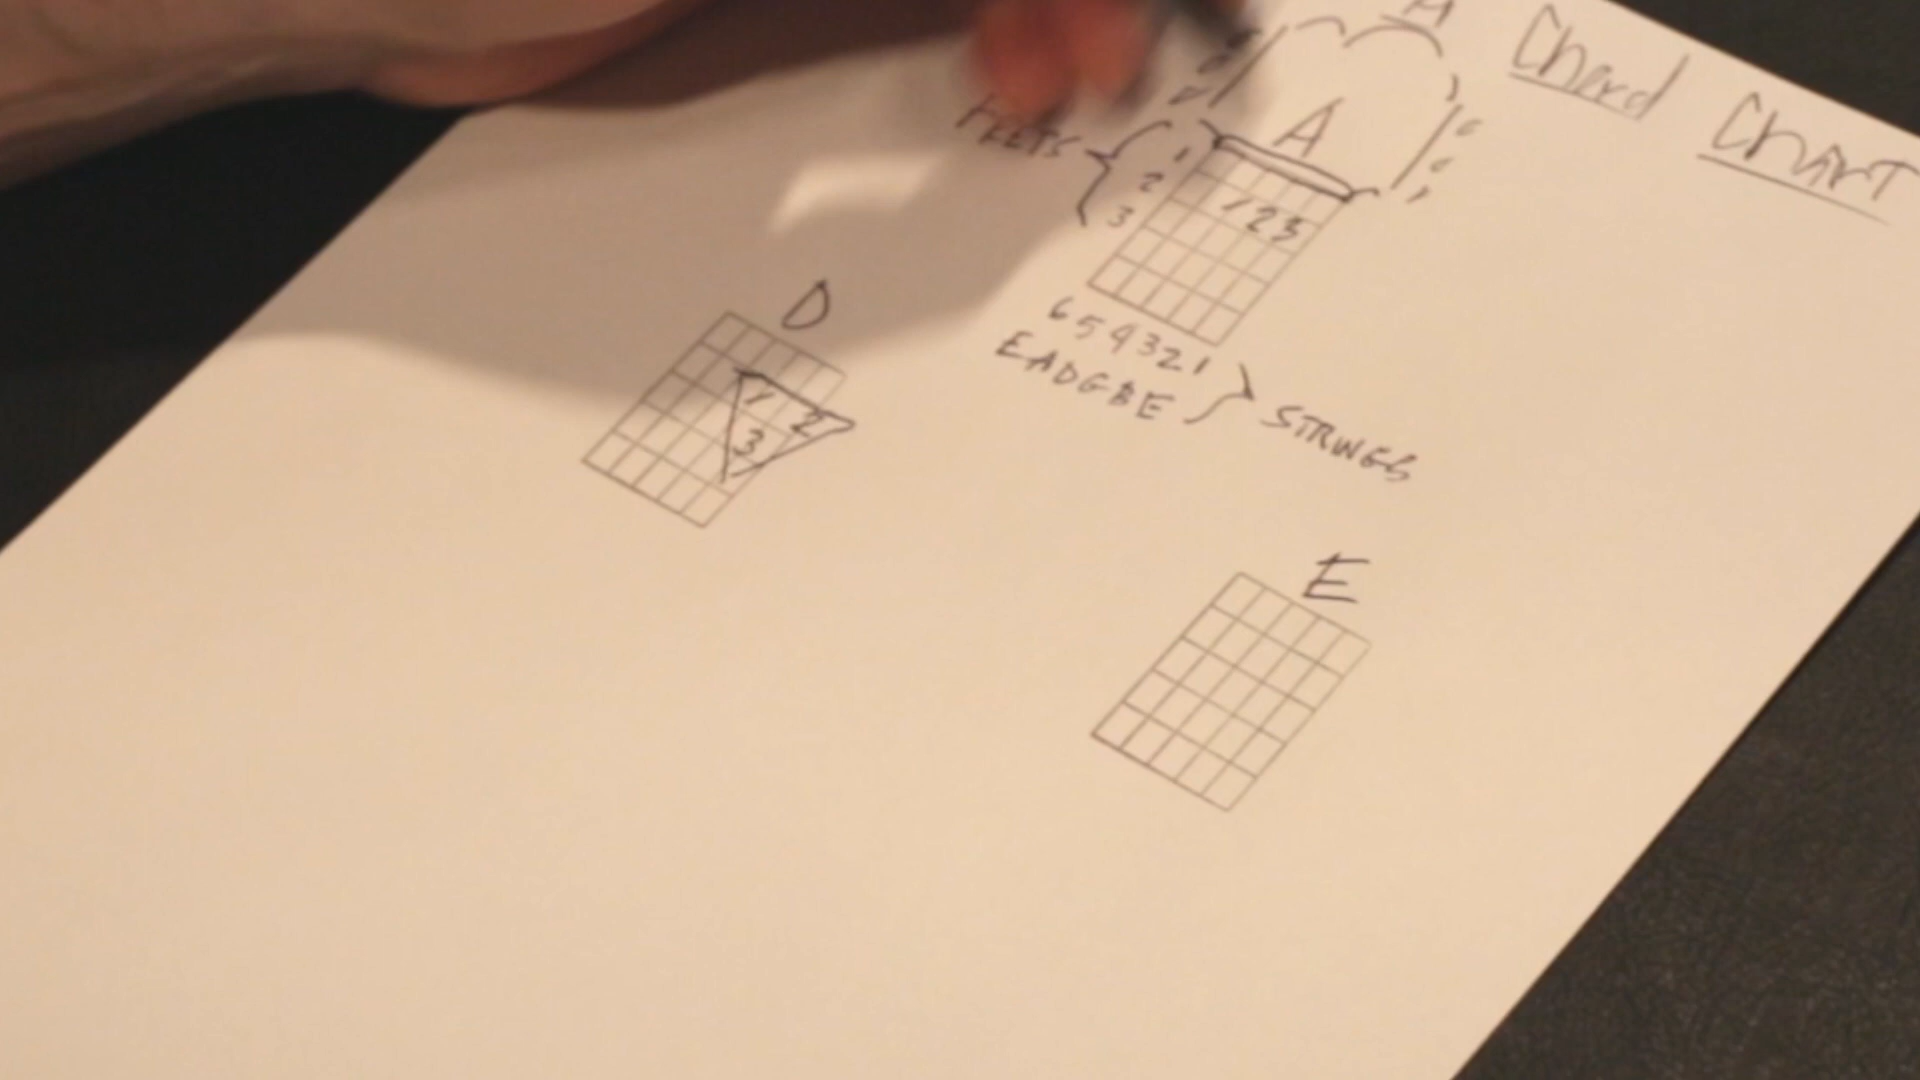 A Chord Chart
A
FRETS
1
2
3
123
654321
EADGBE
STRINGS
D
1 2
3
E